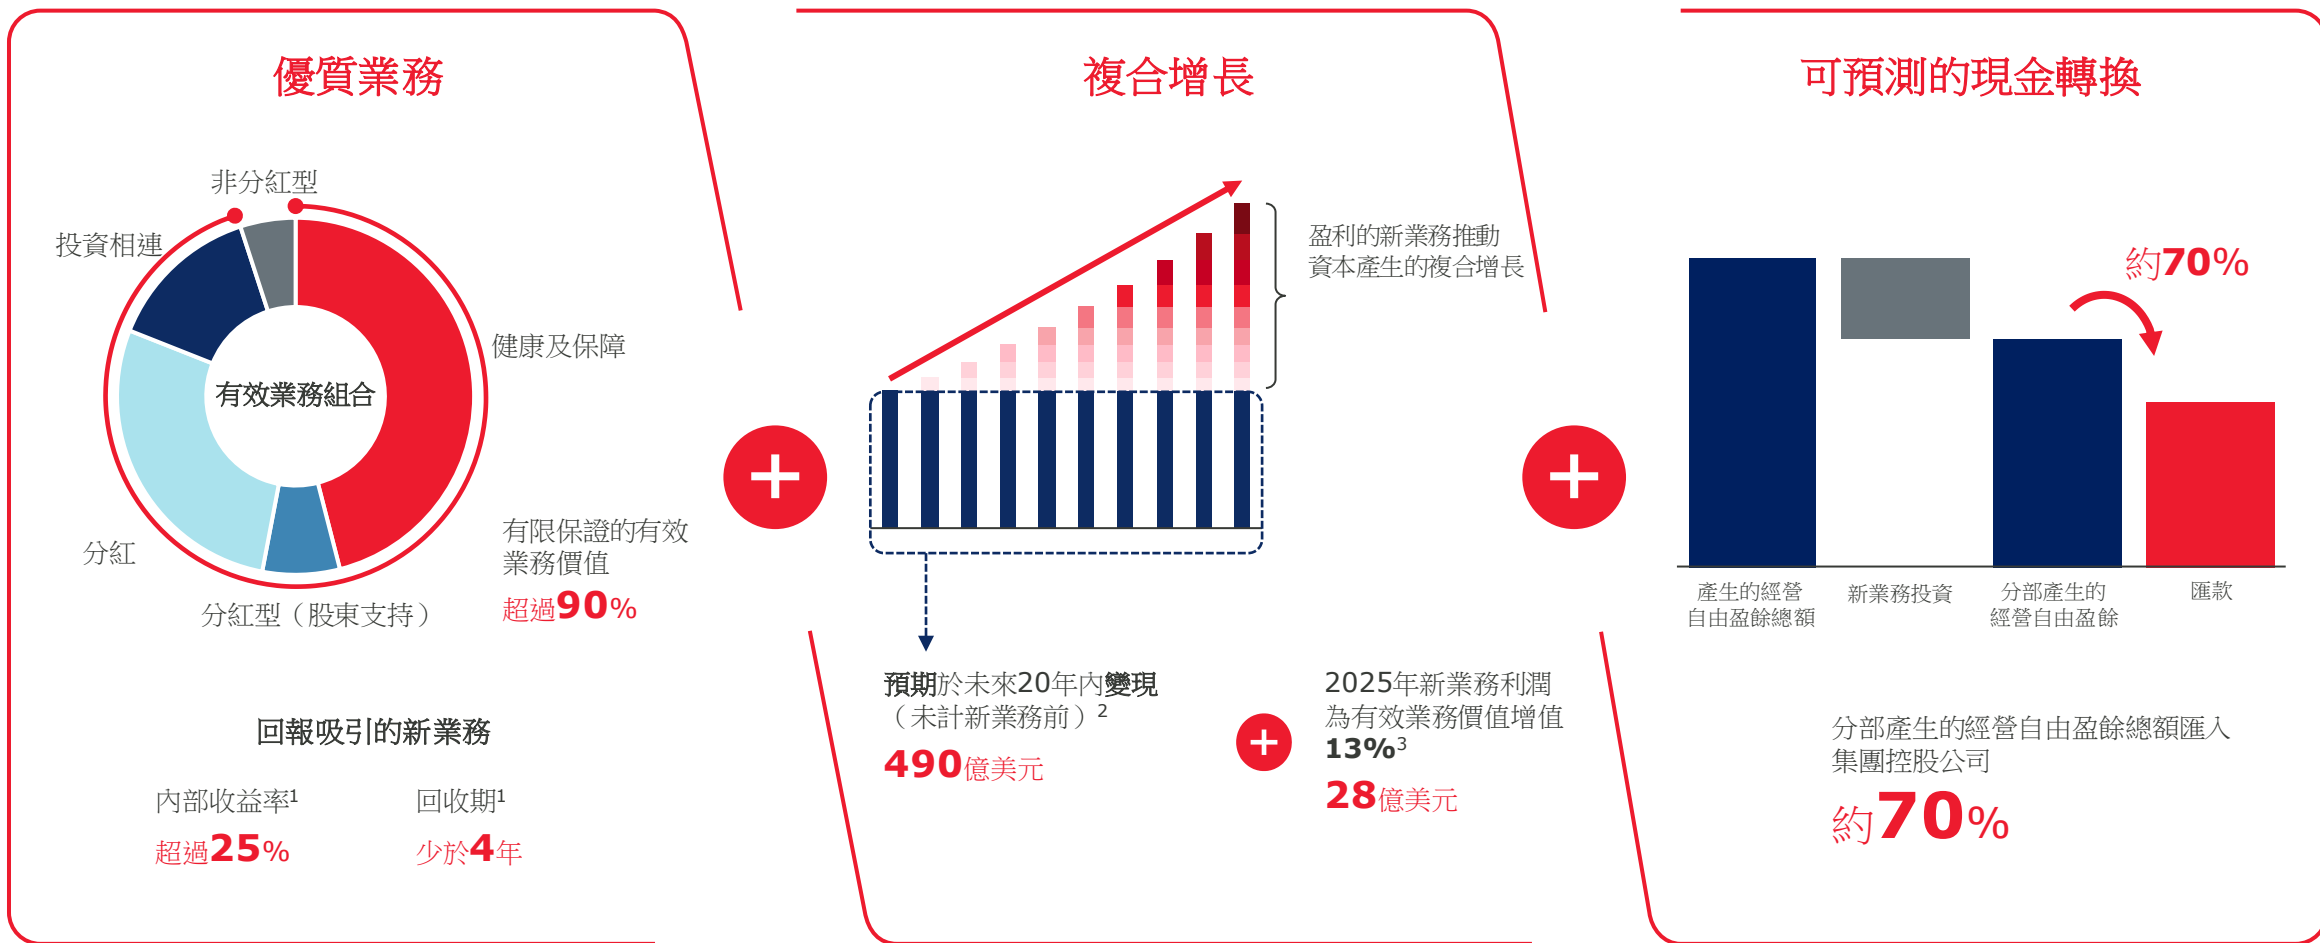 優質業務
非分紅型
投資相連
健康及保障
有效業務組合
分紅
分紅型（股東支持）
有限保證的有效
業務價值
超過90%
回報吸引的新業務
內部收益率1
超過25%
回收期1
少於4年
+
複合增長
盈利的新業務推動
資本產生的複合增長
預期於未來20年內變現
（未計新業務前）2
490億美元
+
2025年新業務利潤
為有效業務價值增值
13%3
28億美元
+
可預測的現金轉換
約70%
產生的經營
自由盈餘總額
新業務投資
分部產生的
經營自由盈餘
匯款
分部產生的經營自由盈餘總額匯入
集團控股公司
約70%